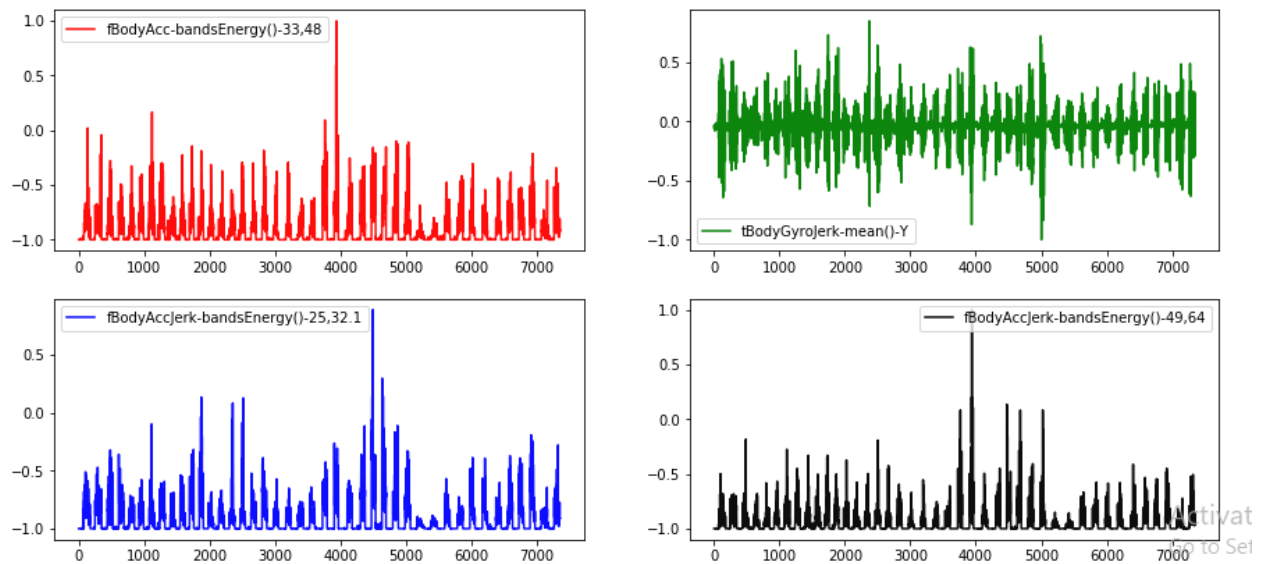 fBodyAcc-bandsEnergy()-33,48
1.0
0.5
0.0
−0.5
−1.0
0 1000 2000 3000 4000 5000 6000 7000
0.5
0.0
−0.5
−1.0
tBodyGyroJerk-mean()-Y
0 1000 2000 3000 4000 5000 6000 7000
fBodyAccJerk-bandsEnergy()-25,32.1
0.5
0.0
−0.5
−1.0
0 1000 2000 3000 4000 5000 6000 7000
fBodyAccJerk-bandsEnergy()-49,64
1.0
0.5
0.0
−0.5
−1.0
0 1000 2000 3000 4000 5000 6000 7000
Activat
Go to Set